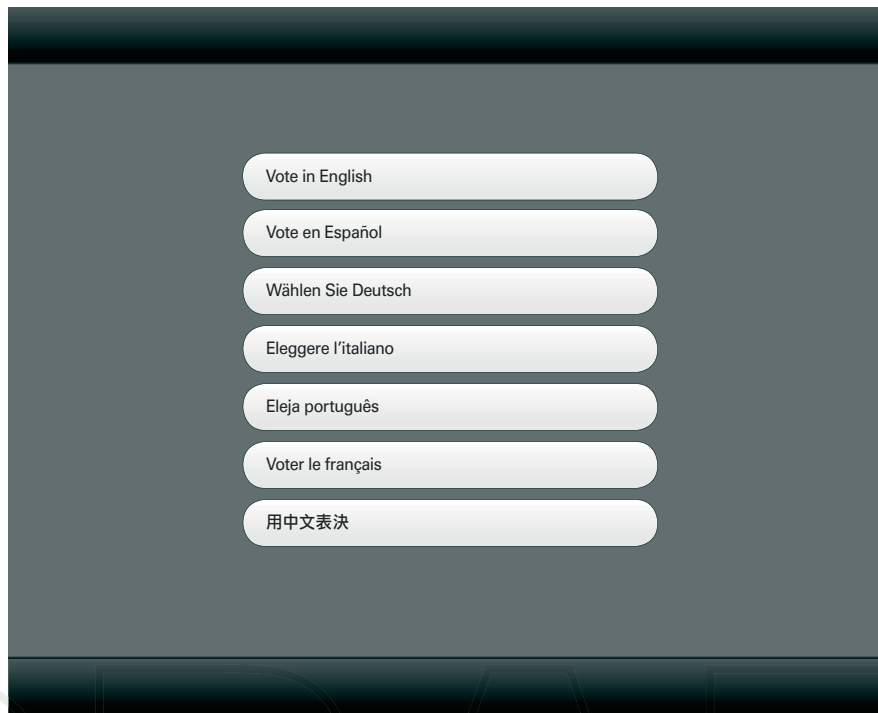 Vote in English
Vote en Español
Wählen Sie Deutsch
Eleggere l’italiano
Eleja português
Voter le français
用中文表決